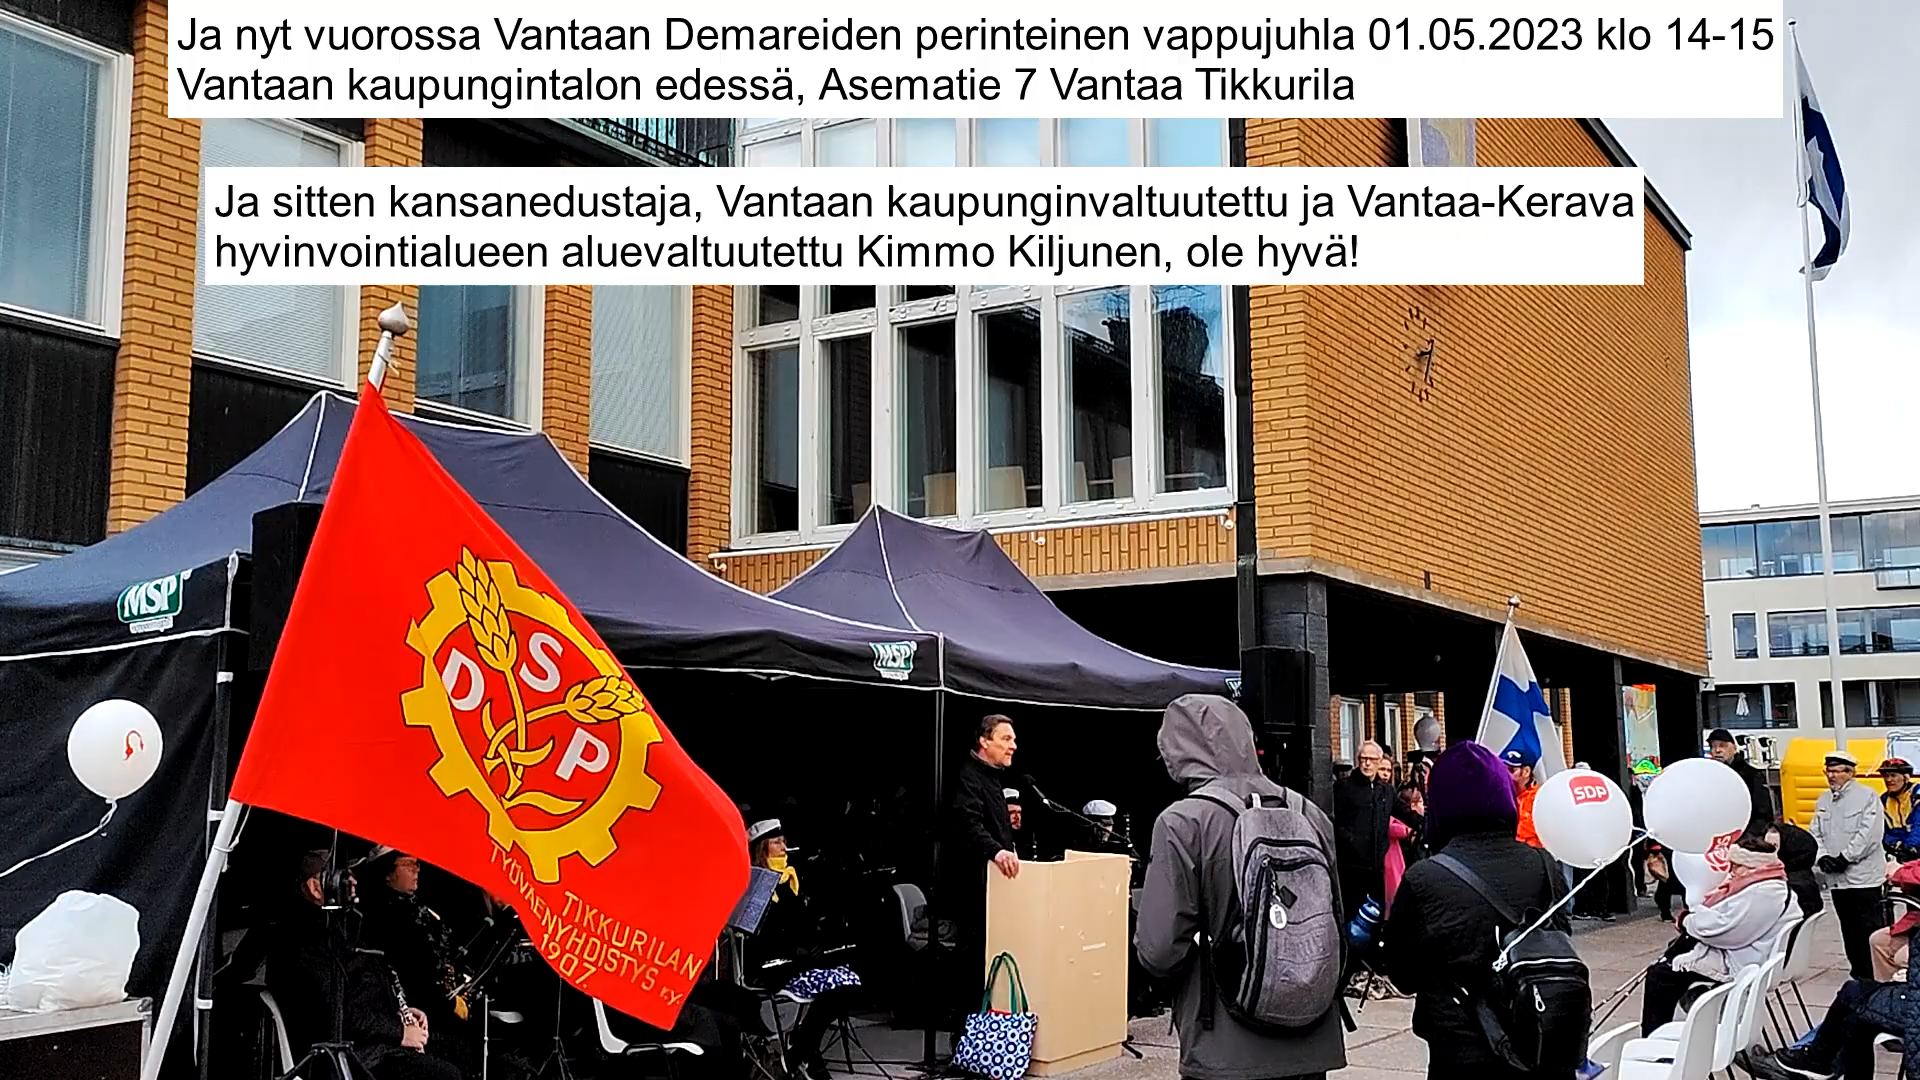 Ja nyt vuorossa Vantaan Demareiden perinteinen vappujuhla 01.05.2023 klo 14-15
Vantaan kaupungintalon edessä, Asematie 7 Vantaa Tikkurila
Ja sitten kansanedustaja, Vantaan kaupunginvaltuutettu ja Vantaa-Kerava
hyvinvointialueen aluevaltuutettu Kimmo Kiljunen, ole hyvä!
MSP
MSP
D S P
TIKKURILAN
TYÖVÄENYHDISTYS r.y.
1907.
SDP